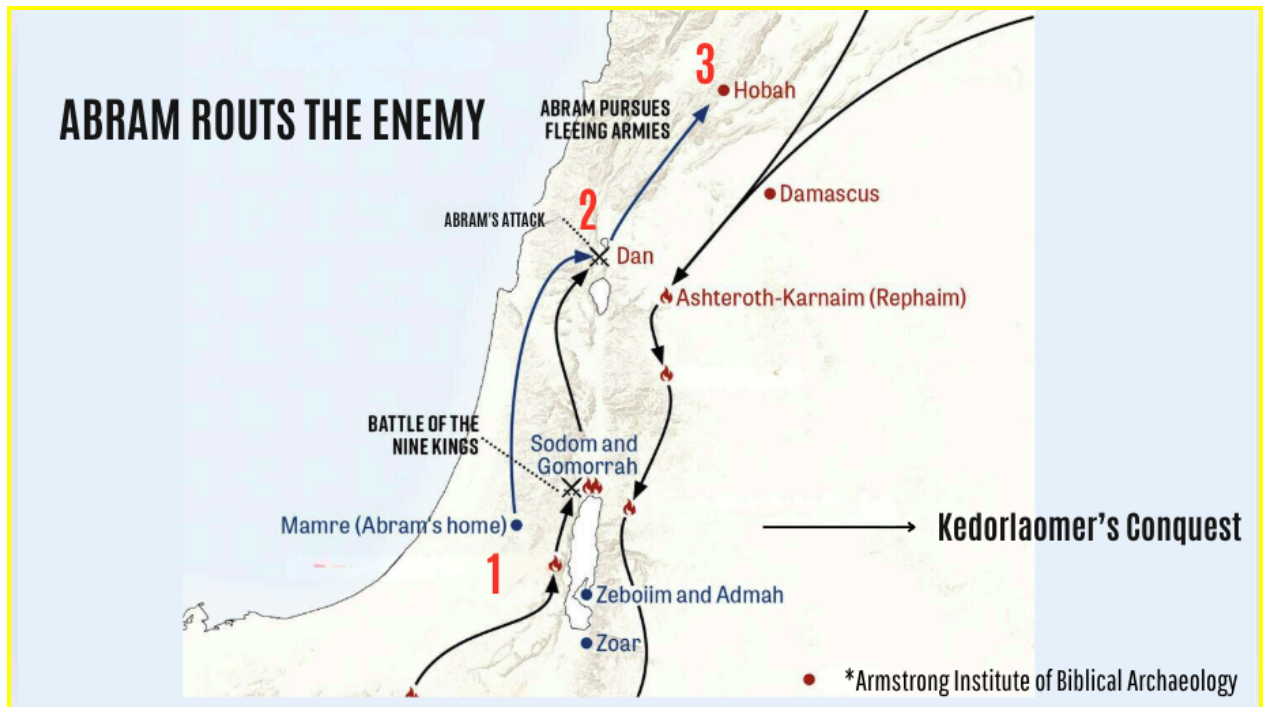 ABRAM ROUTS THE ENEMY
3
Hobah
ABRAM PURSUES
FLEEING ARMIES
Damascus
2
ABRAM'S ATTACK
Dan
Ashteroth-Karnaim (Rephaim)
BATTLE OF THE
NINE KINGS
Sodom and
Gomorrah
Mamre (Abram's home)
Kedorlaomer's Conquest
1
Zeboiim and Admah
Zoar
*Armstrong Institute of Biblical Archaeology